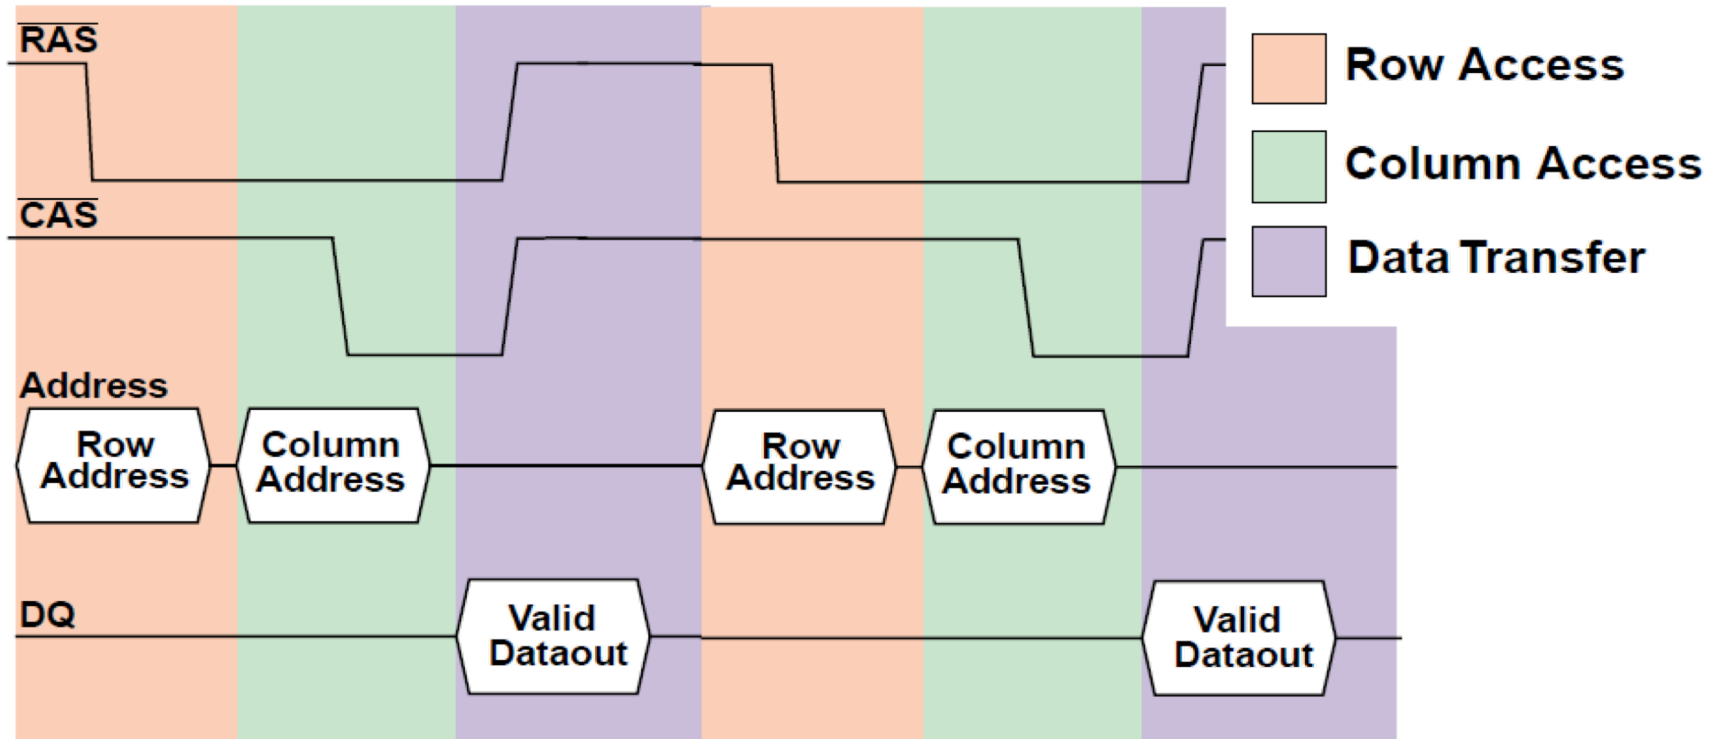 RAS
Row Access
Column Access
CAS
Data Transfer
Address
Row
Address
Column
Address
Row
Address
Column
Address
DQ
Valid
Dataout
Valid
Dataout